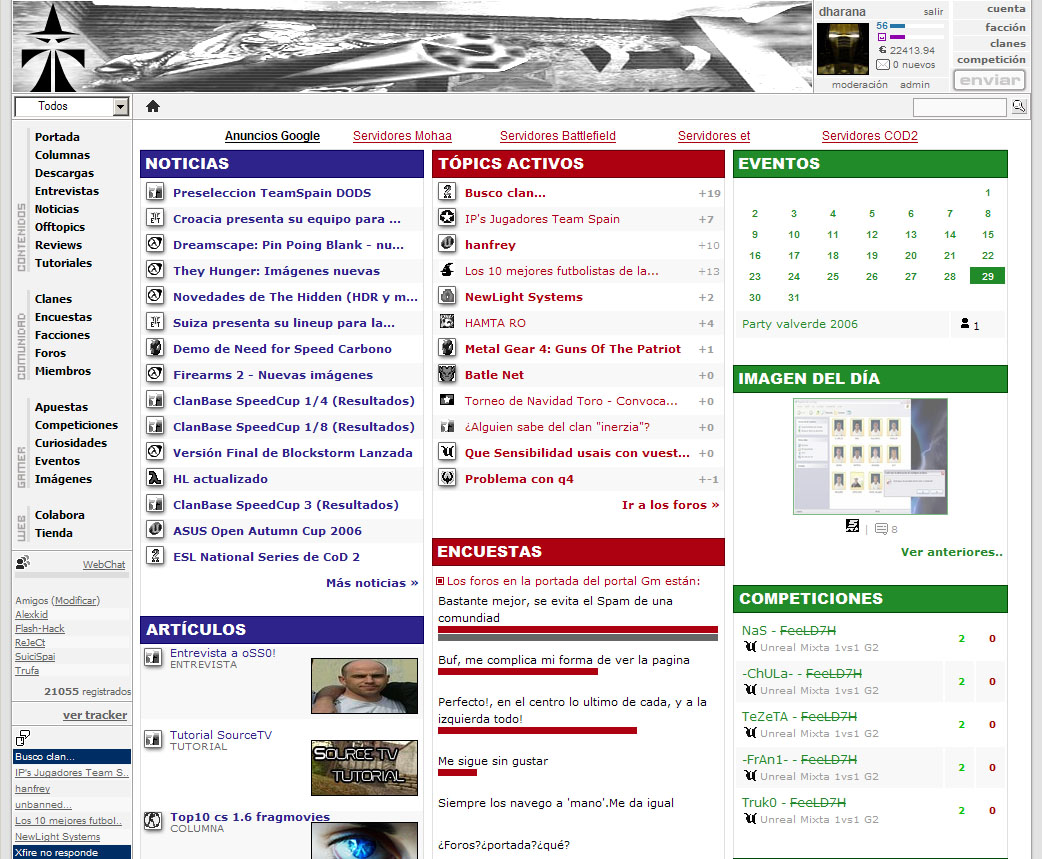 dharana
salir
56
22413.94
0 nuevos
moderación admin
cuenta
facción
clanes
competición
enviar
Todos
Anuncios Google
Servidores Mohaa
Servidores Battlefield
Servidores et
Servidores COD2
CONTENIDOS
Portada
Columnas
Descargas
Entrevistas
Noticias
Offtopics
Reviews
Tutoriales
COMUNIDAD
Clanes
Encuestas
Facciones
Foros
Miembros
GAMER
Apuestas
Competiciones
Curiosidades
Eventos
Imágenes
WEB
Colabora
Tienda
WebChat
Amigos (Modificar)
Alexkid
Flash-Hack
ReJeCt
SuiciSpai
Trufa
21055 registrados
ver tracker
Busco clan...
IP's Jugadores Team S..
hanfrey
unbanned...
Los 10 mejores futbol..
NewLight Systems
Xfire no responde
NOTICIAS
Preseleccion TeamSpain DODS
Croacia presenta su equipo para ...
Dreamscape: Pin Poing Blank - nu...
They Hunger: Imágenes nuevas
Novedades de The Hidden (HDR y m...
Suiza presenta su lineup para la...
Demo de Need for Speed Carbono
Firearms 2 - Nuevas imágenes
ClanBase SpeedCup 1/4 (Resultados)
ClanBase SpeedCup 1/8 (Resultados)
Versión Final de Blockstorm Lanzada
HL actualizado
ClanBase SpeedCup 3 (Resultados)
ASUS Open Autumn Cup 2006
ESL National Series de CoD 2
Más noticias »
ARTÍCULOS
Entrevista a oSS0!
ENTREVISTA
Tutorial SourceTV
TUTORIAL
SOURCE TV
TUTORIAL
Top10 cs 1.6 fragmovies
COLUMNA
TÓPICS ACTIVOS
Busco clan... +19
IP's Jugadores Team Spain +7
hanfrey +10
Los 10 mejores futbolistas de la... +13
NewLight Systems +2
HAMTA RO +4
Metal Gear 4: Guns Of The Patriot +1
Batle Net +0
Torneo de Navidad Toro - Convoca... +0
¿Alguien sabe del clan "inerzia"? +0
Que Sensibilidad usais con vuest... +0
Problema con q4 +-1
Ir a los foros »
ENCUESTAS
Los foros en la portada del portal Gm están:
Bastante mejor, se evita el Spam de una
comundiad
Buf, me complica mi forma de ver la pagina
Perfecto!, en el centro lo ultimo de cada, y a la
izquierda todo!
Me sigue sin gustar
Siempre los navego a 'mano'.Me da igual
¿Foros?¿portada?¿qué?
EVENTOS
1
2 3 4 5 6 7 8
9 10 11 12 13 14 15
16 17 18 19 20 21 22
23 24 25 26 27 28 29
30 31
Party valverde 2006 1
IMAGEN DEL DÍA
8
Ver anteriores..
COMPETICIONES
NaS - FeeLD7H 2 0
Unreal Mixta 1vs1 G2
-ChULa- - FeeLD7H 2 0
Unreal Mixta 1vs1 G2
TeZeTA - FeeLD7H 2 0
Unreal Mixta 1vs1 G2
-FrAn1- - FeeLD7H 2 0
Unreal Mixta 1vs1 G2
Truk0 - FeeLD7H 2 0
Unreal Mixta 1vs1 G2